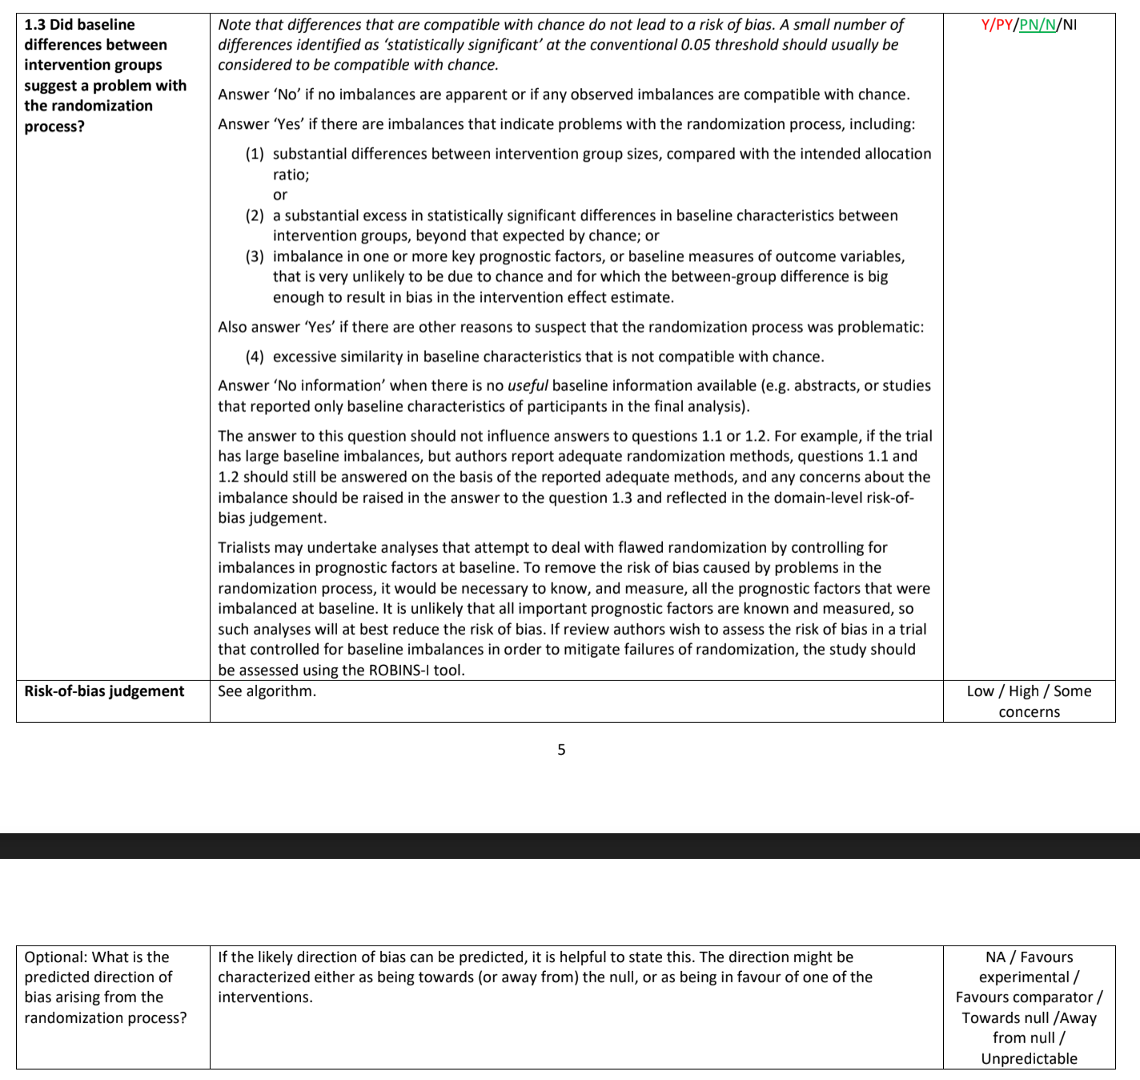 1.3 Did baseline
differences between
intervention groups
suggest a problem with
the randomization
process?
Note that differences that are compatible with chance do not lead to a risk of bias. A small number of
differences identified as ‘statistically significant’ at the conventional 0.05 threshold should usually be
considered to be compatible with chance.
Answer ‘No’ if no imbalances are apparent or if any observed imbalances are compatible with chance.
Answer ‘Yes’ if there are imbalances that indicate problems with the randomization process, including:
(1) substantial differences between intervention group sizes, compared with the intended allocation
ratio;
or
(2) a substantial excess in statistically significant differences in baseline characteristics between
intervention groups, beyond that expected by chance; or
(3) imbalance in one or more key prognostic factors, or baseline measures of outcome variables,
that is very unlikely to be due to chance and for which the between-group difference is big
enough to result in bias in the intervention effect estimate.
Also answer ‘Yes’ if there are other reasons to suspect that the randomization process was problematic:
(4) excessive similarity in baseline characteristics that is not compatible with chance.
Answer ‘No information’ when there is no useful baseline information available (e.g. abstracts, or studies
that reported only baseline characteristics of participants in the final analysis).
The answer to this question should not influence answers to questions 1.1 or 1.2. For example, if the trial
has large baseline imbalances, but authors report adequate randomization methods, questions 1.1 and
1.2 should still be answered on the basis of the reported adequate methods, and any concerns about the
imbalance should be raised in the answer to the question 1.3 and reflected in the domain-level risk-of-
bias judgement.
Trialists may undertake analyses that attempt to deal with flawed randomization by controlling for
imbalances in prognostic factors at baseline. To remove the risk of bias caused by problems in the
randomization process, it would be necessary to know, and measure, all the prognostic factors that were
imbalanced at baseline. It is unlikely that all important prognostic factors are known and measured, so
such analyses will at best reduce the risk of bias. If review authors wish to assess the risk of bias in a trial
that controlled for baseline imbalances in order to mitigate failures of randomization, the study should
be assessed using the ROBINS-I tool.
Y/PY/PN/N/NI
Risk-of-bias judgement
See algorithm.
Low / High / Some
concerns
5
Optional: What is the
predicted direction of
bias arising from the
randomization process?
If the likely direction of bias can be predicted, it is helpful to state this. The direction might be
characterized either as being towards (or away from) the null, or as being in favour of one of the
interventions.
NA / Favours
experimental /
Favours comparator /
Towards null /Away
from null /
Unpredictable